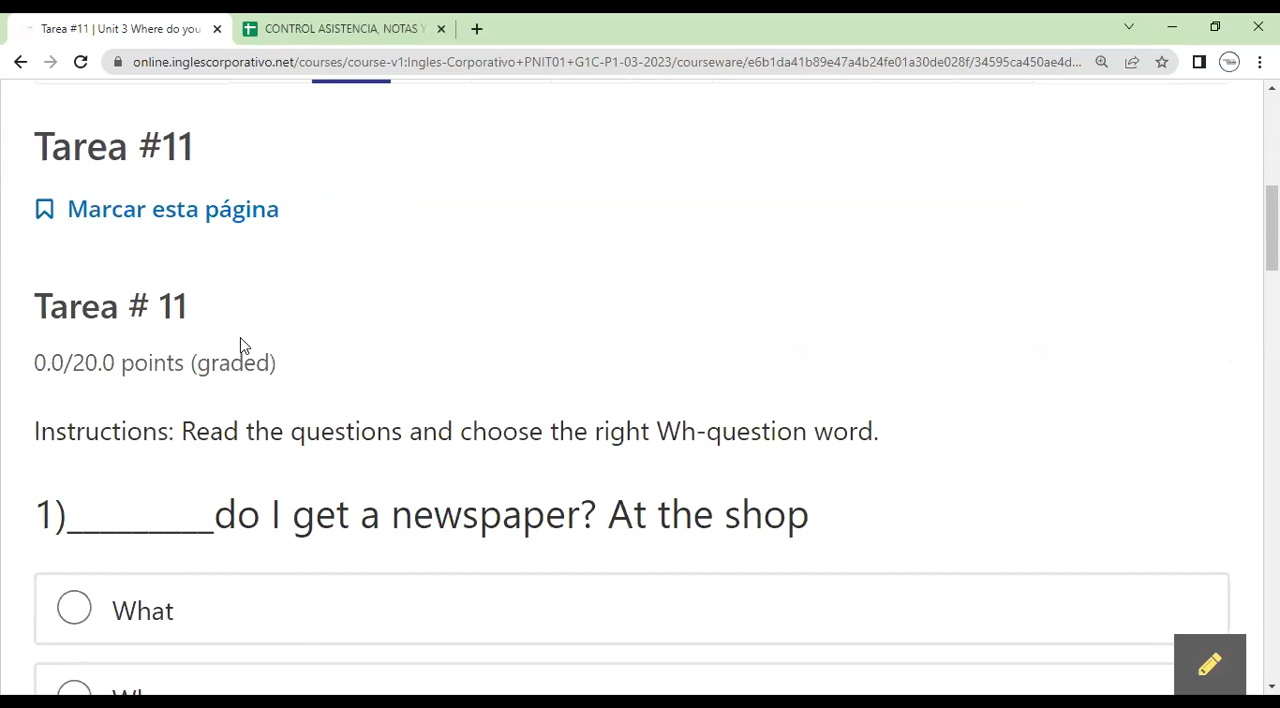 Tarea #11 | Unit 3 Where do you
CONTROL ASISTENCIA, NOTAS Y
online.inglescorporativo.net/courses/course-v1:Ingles-Corporativo+PNIT01+G1C-P1-03-2023/courseware/e6b1da41b89e47a4b24fe01a30de028f/34595ca450ae4d...
Tarea #11
Marcar esta página
Tarea # 11
0.0/20.0 points (graded)
Instructions: Read the questions and choose the right Wh-question word.
1)_________do I get a newspaper? At the shop
What